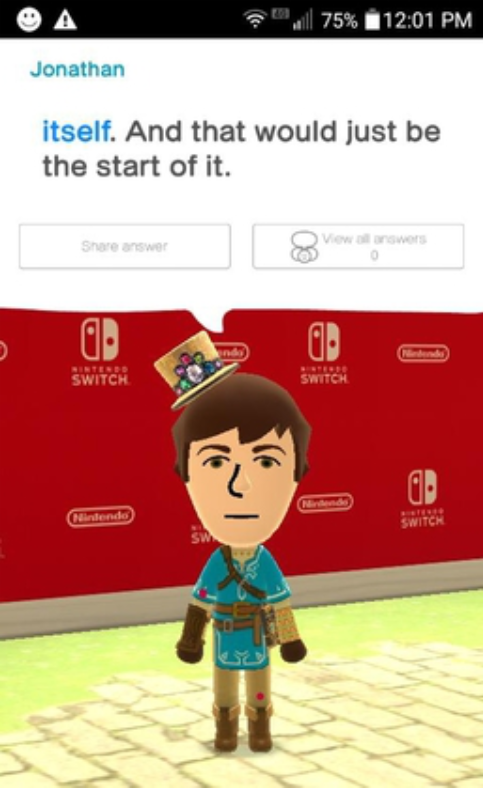 75% 12:01 PM
Jonathan
itself. And that would just be
the start of it.
Share answer
View all answers
0
NINTENDO
SWITCH.
NINTENDO
SWITCH.
Nintendo
Nintendo
Nintendo
NINTENDO
SWITCH.